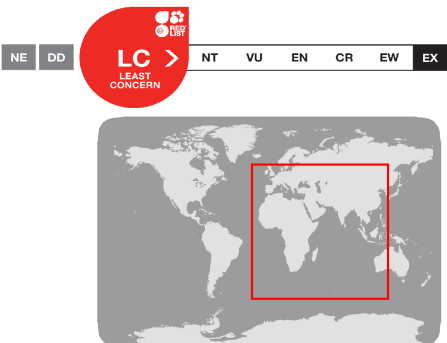 RED
LIST
NE DD LC > NT VU EN CR EW EX
LEAST
CONCERN